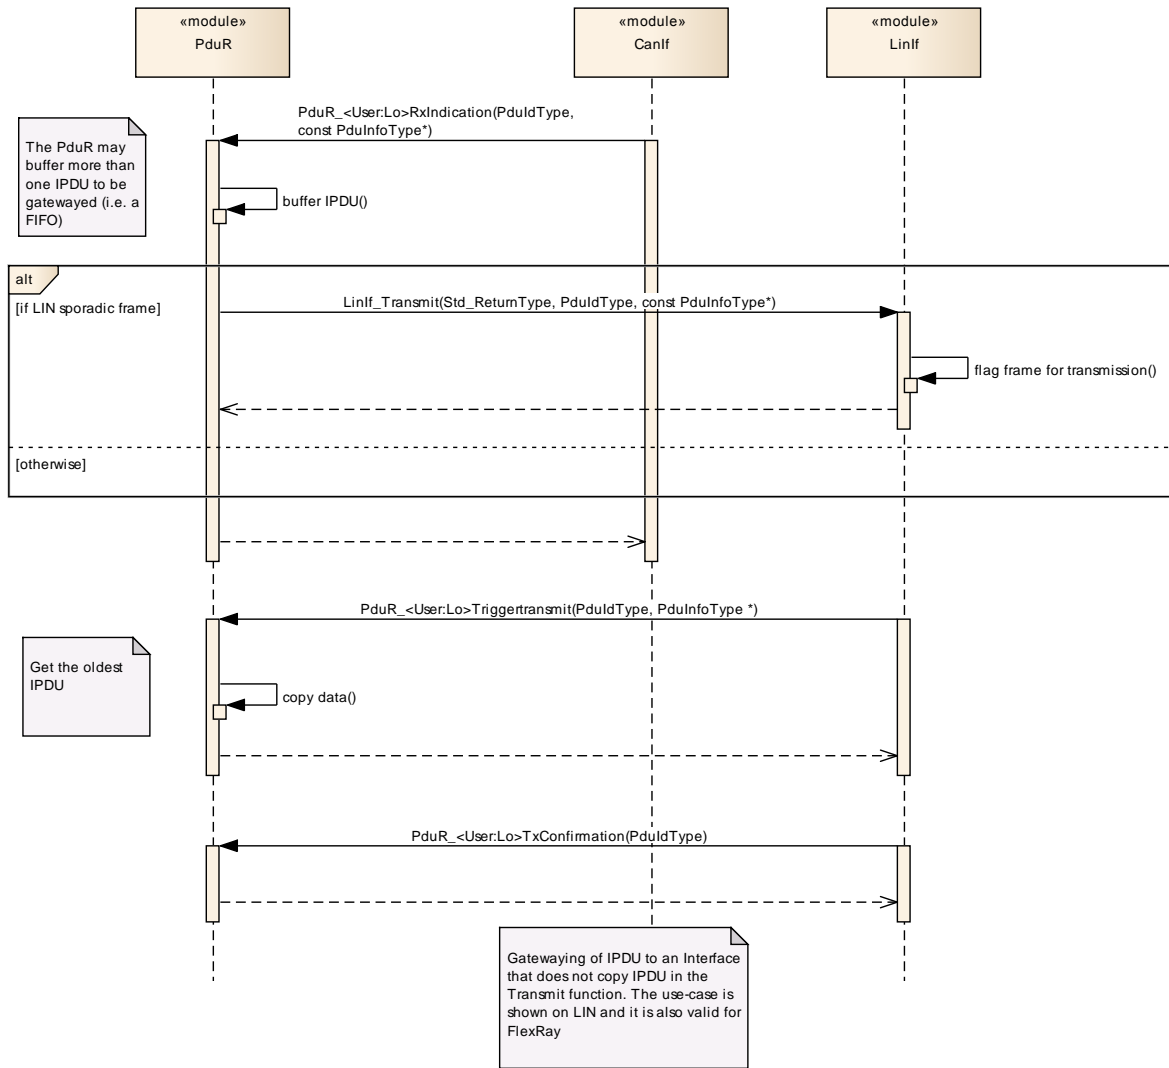 «module»
PduR
«module»
CanIf
«module»
LinIf
PduR_<User:Lo>RxIndication(PduIdType,
const PduInfoType*)
The PduR may
buffer more than
one IPDU to be
gatewayed (i.e. a
FIFO)
buffer IPDU()
alt
[if LIN sporadic frame]
LinIf_Transmit(Std_ReturnType, PduIdType, const PduInfoType*)
flag frame for transmission()
[otherwise]
PduR_<User:Lo>Triggertransmit(PduIdType, PduInfoType *)
Get the oldest
IPDU
copy data()
PduR_<User:Lo>TxConfirmation(PduIdType)
Gatewaying of IPDU to an Interface
that does not copy IPDU in the
Transmit function. The use-case is
shown on LIN and it is also valid for
FlexRay